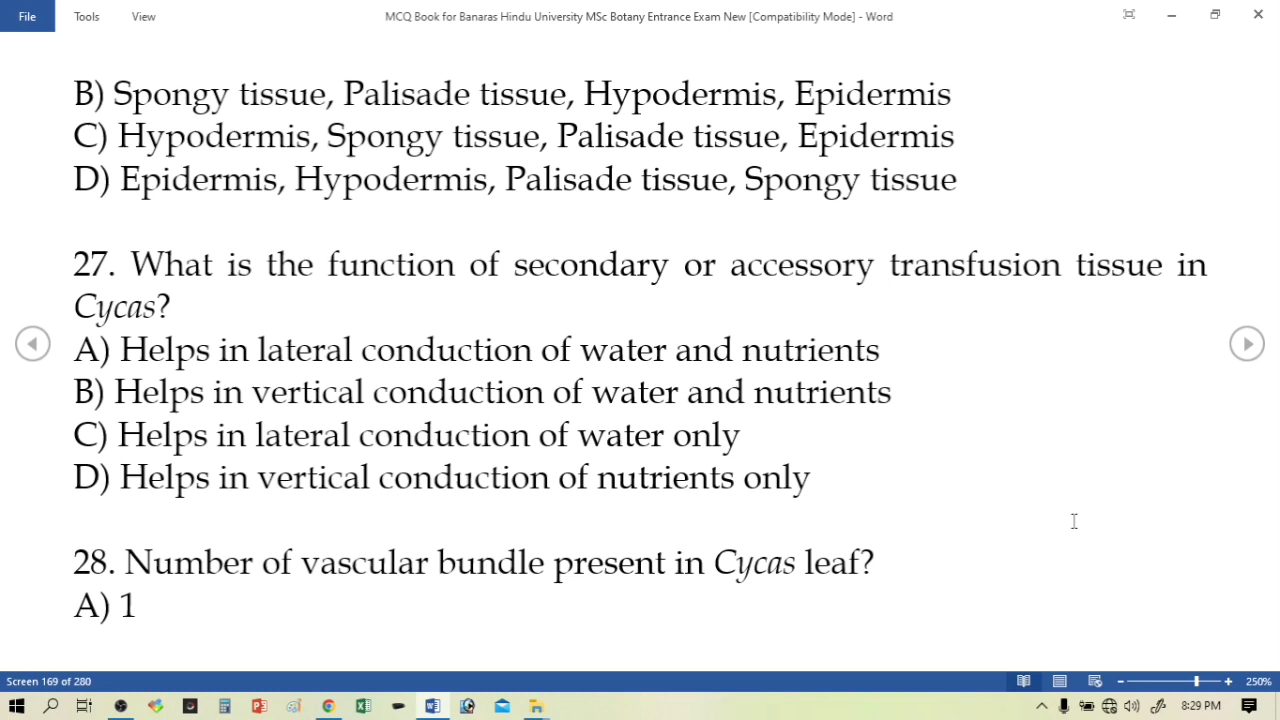 File Tools View MCQ Book for Banaras Hindu University MSc Botany Entrance Exam New [Compatibility Mode] - Word
B) Spongy tissue, Palisade tissue, Hypodermis, Epidermis
C) Hypodermis, Spongy tissue, Palisade tissue, Epidermis
D) Epidermis, Hypodermis, Palisade tissue, Spongy tissue
27. What is the function of secondary or accessory transfusion tissue in
Cycas?
A) Helps in lateral conduction of water and nutrients
B) Helps in vertical conduction of water and nutrients
C) Helps in lateral conduction of water only
D) Helps in vertical conduction of nutrients only
28. Number of vascular bundle present in Cycas leaf?
A) 1
Screen 169 of 280 250%
8:29 PM